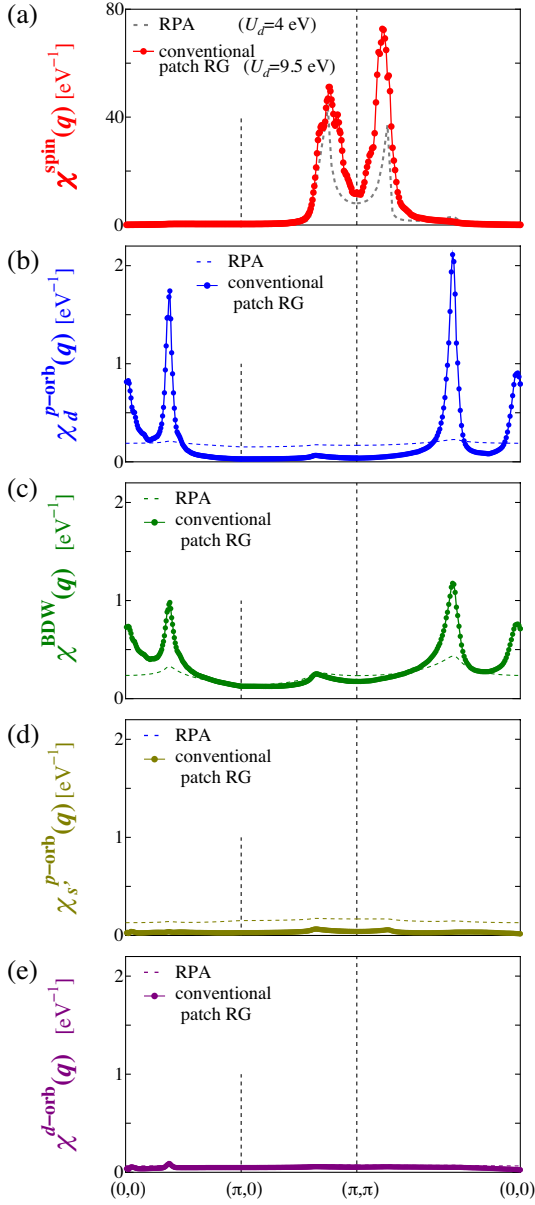 (a)
80
40
0
χ^spin(q) [eV⁻¹]
RPA (U_d=4 eV)
conventional
patch RG (U_d=9.5 eV)
(b)
2
1
0
χ_d^p-orb(q) [eV⁻¹]
RPA
conventional
patch RG
(c)
2
1
0
χ^BDW(q) [eV⁻¹]
RPA
conventional
patch RG
(d)
2
1
0
χ_s'^p-orb(q) [eV⁻¹]
RPA
conventional
patch RG
(e)
2
1
0
χ^d-orb(q) [eV⁻¹]
RPA
conventional
patch RG
(0,0) (π,0) (π,π) (0,0)